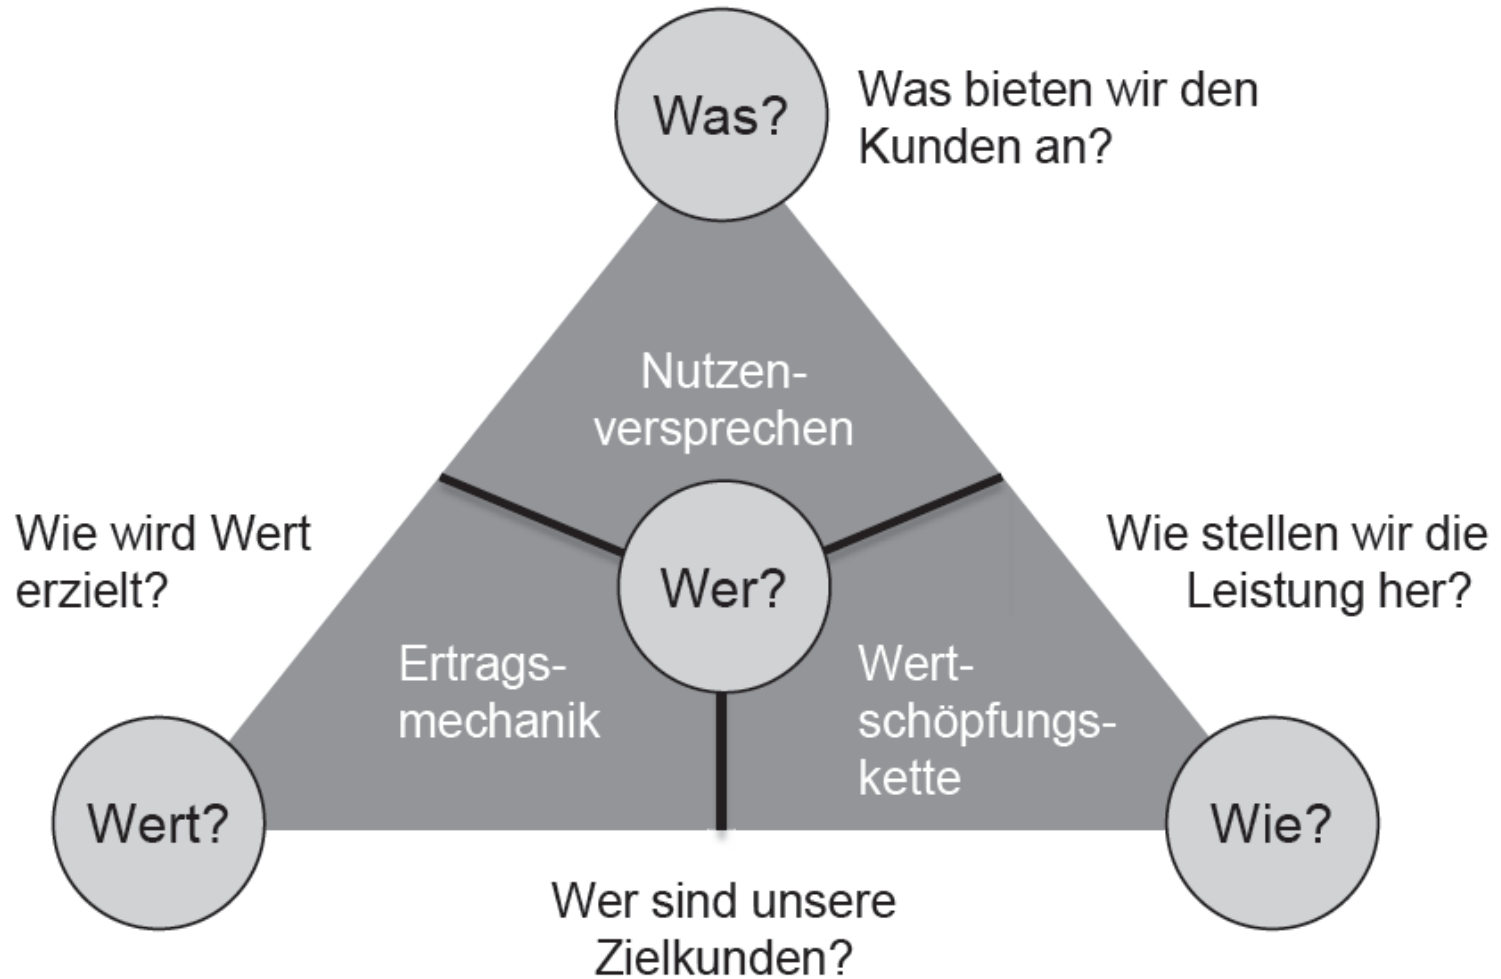 Was?
Was bieten wir den
Kunden an?
Nutzen-
versprechen
Wie wird Wert
erzielt?
Wer?
Wie stellen wir die
Leistung her?
Ertrags-
mechanik
Wert-
schöpfungs-
kette
Wert?
Wie?
Wer sind unsere
Zielkunden?